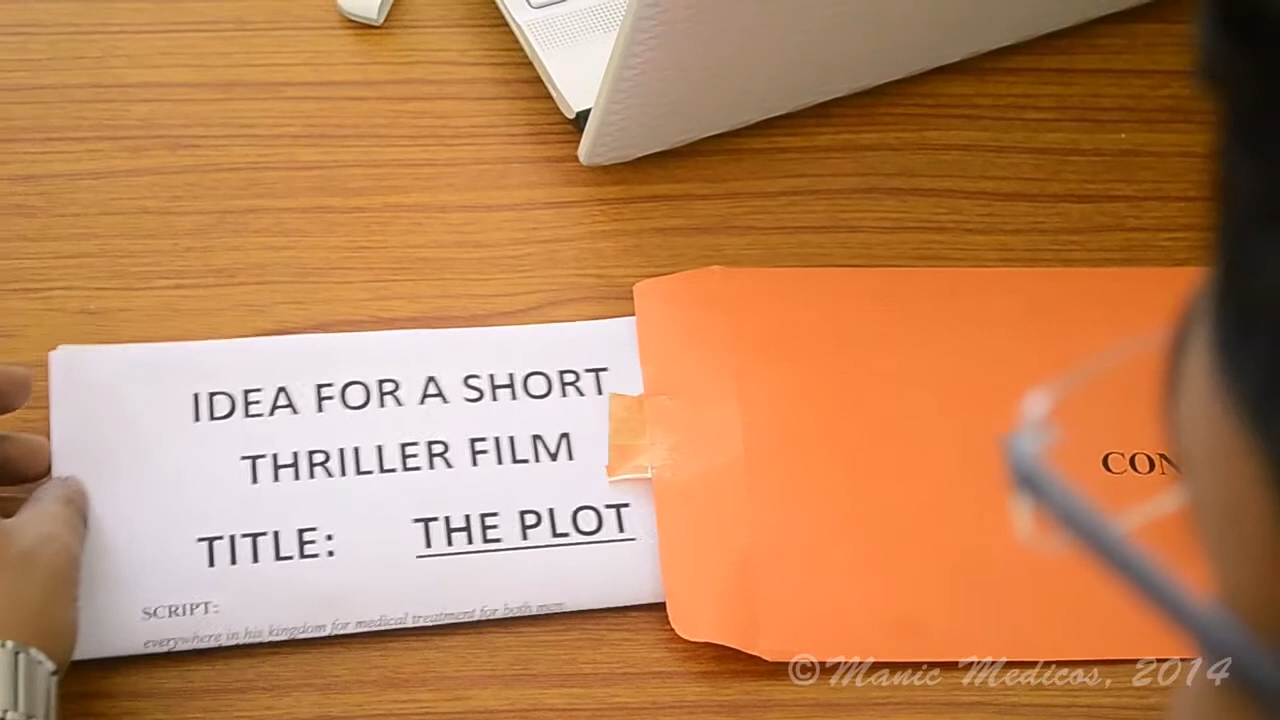 IDEA FOR A SHORT
THRILLER FILM
TITLE: THE PLOT
SCRIPT:
everywhere in his kingdom for medical treatment for both men
CON
©Manic Medicos, 2014